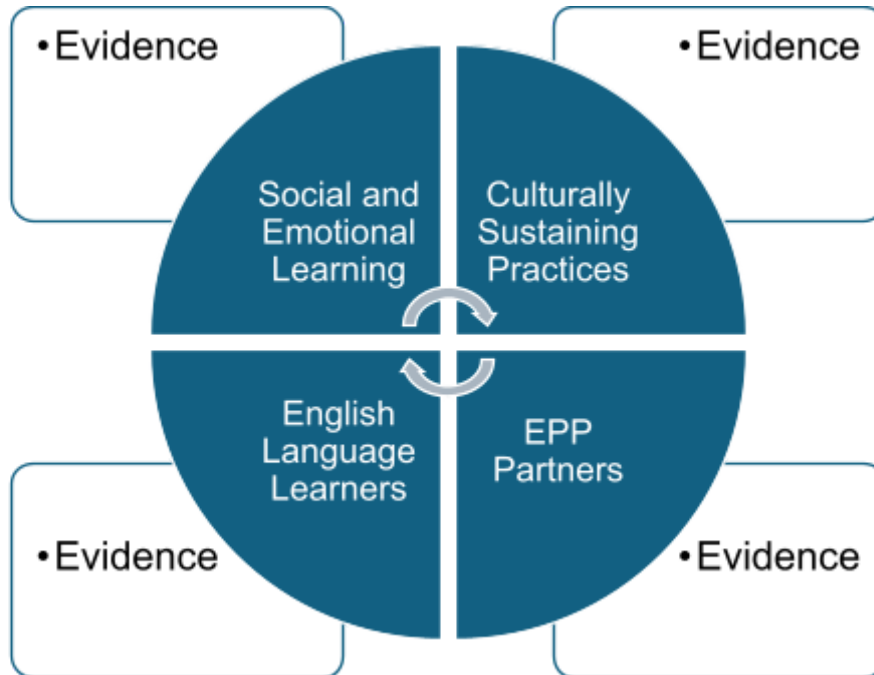 •Evidence
•Evidence
Social and
Emotional
Learning
Culturally
Sustaining
Practices
English
Language
Learners
EPP
Partners
•Evidence
•Evidence